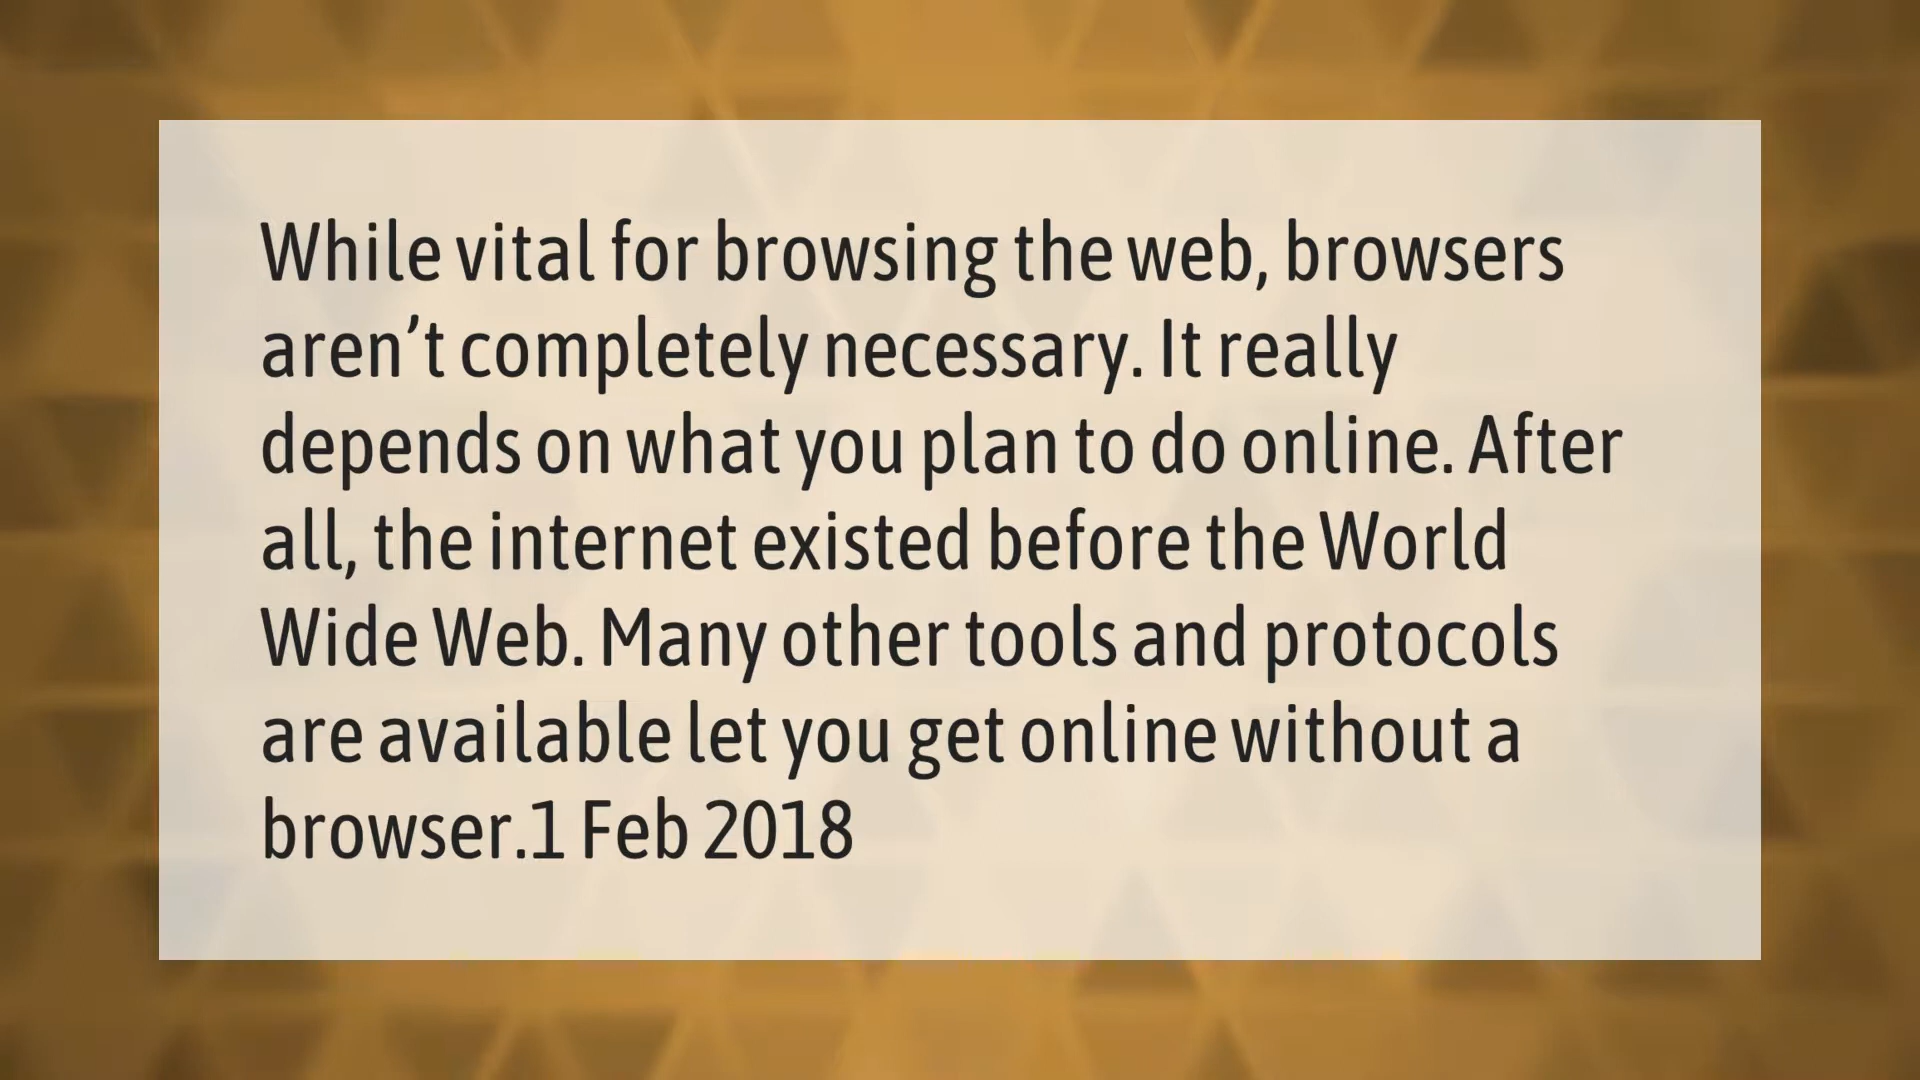 While vital for browsing the web, browsers
aren’t completely necessary. It really
depends on what you plan to do online. After
all, the internet existed before the World
Wide Web. Many other tools and protocols
are available let you get online without a
browser.1 Feb 2018